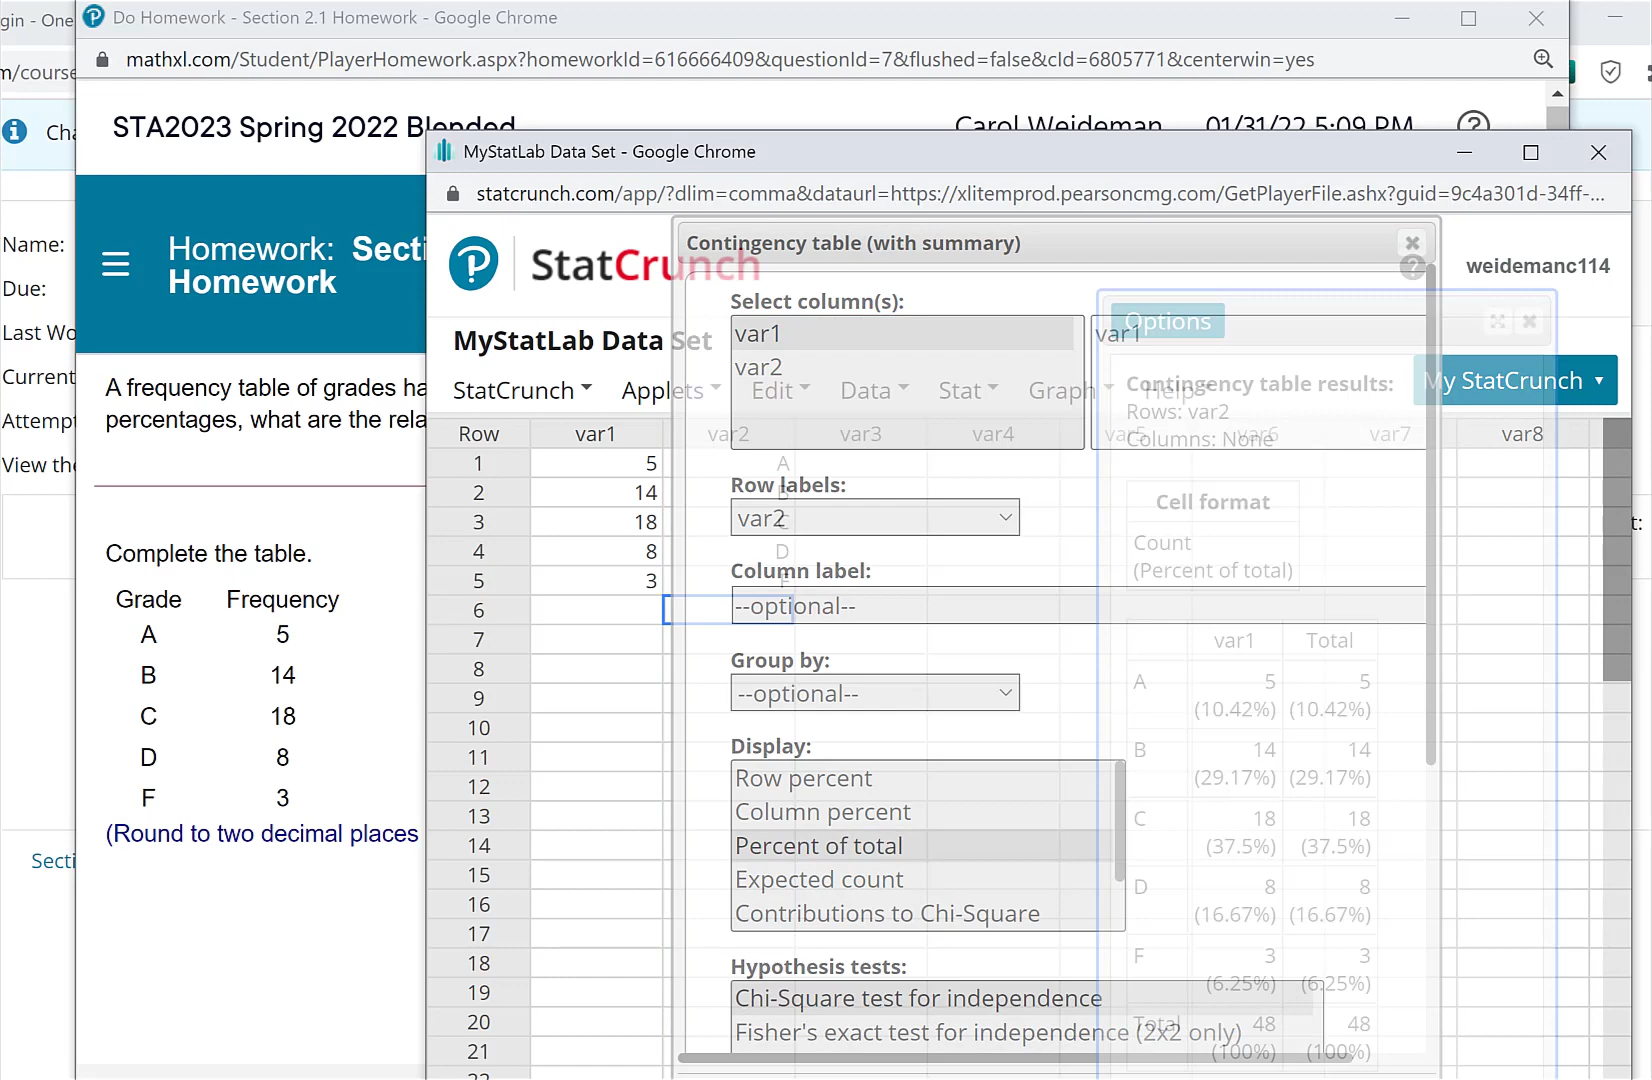 gin - One
Do Homework - Section 2.1 Homework - Google Chrome
/course
mathxl.com/Student/PlayerHomework.aspx?homeworkId=616666409&questionId=7&flushed=false&cId=6805771&centerwin=yes
STA2023 Spring 2022 Blended
Carol Weideman
01/31/22 5:09 PM
Cha
MyStatLab Data Set - Google Chrome
statcrunch.com/app/?dlim=comma&dataurl=https://xlitemprod.pearsoncmg.com/GetPlayerFile.ashx?guid=9c4a301d-34ff-...
Name:
Due:
Last Wo
Current
Attempt
View the
Secti
Homework: Secti
Homework
A frequency table of grades ha
percentages, what are the rela
Complete the table.
Grade Frequency
A 5
B 14
C 18
D 8
F 3
(Round to two decimal places
StatCrunch
weidemanc114
MyStatLab Data Set
StatCrunch Applets Edit Data Stat Graph Help
My StatCrunch
Row var1 var2 var3 var4 var5 var6 var7 var8
1 5 A
2 14 B
3 18 C
4 8 D
5 3 F
6
7
8
9
10
11
12
13
14
15
16
17
18
19
20
21
22
Contingency table (with summary)
Select column(s):
var1
var2
var1
Row labels:
var2
Column label:
--optional--
Group by:
--optional--
Display:
Row percent
Column percent
Percent of total
Expected count
Contributions to Chi-Square
Hypothesis tests:
Chi-Square test for independence
Fisher's exact test for independence (2x2 only)
Options
Contingency table results:
Rows: var2
Columns: None
Cell format
Count
(Percent of total)
var1 Total
A 5 5
(10.42%) (10.42%)
B 14 14
(29.17%) (29.17%)
C 18 18
(37.5%) (37.5%)
D 8 8
(16.67%) (16.67%)
F 3 3
(6.25%) (6.25%)
Total 48 48
(100%) (100%)
t: